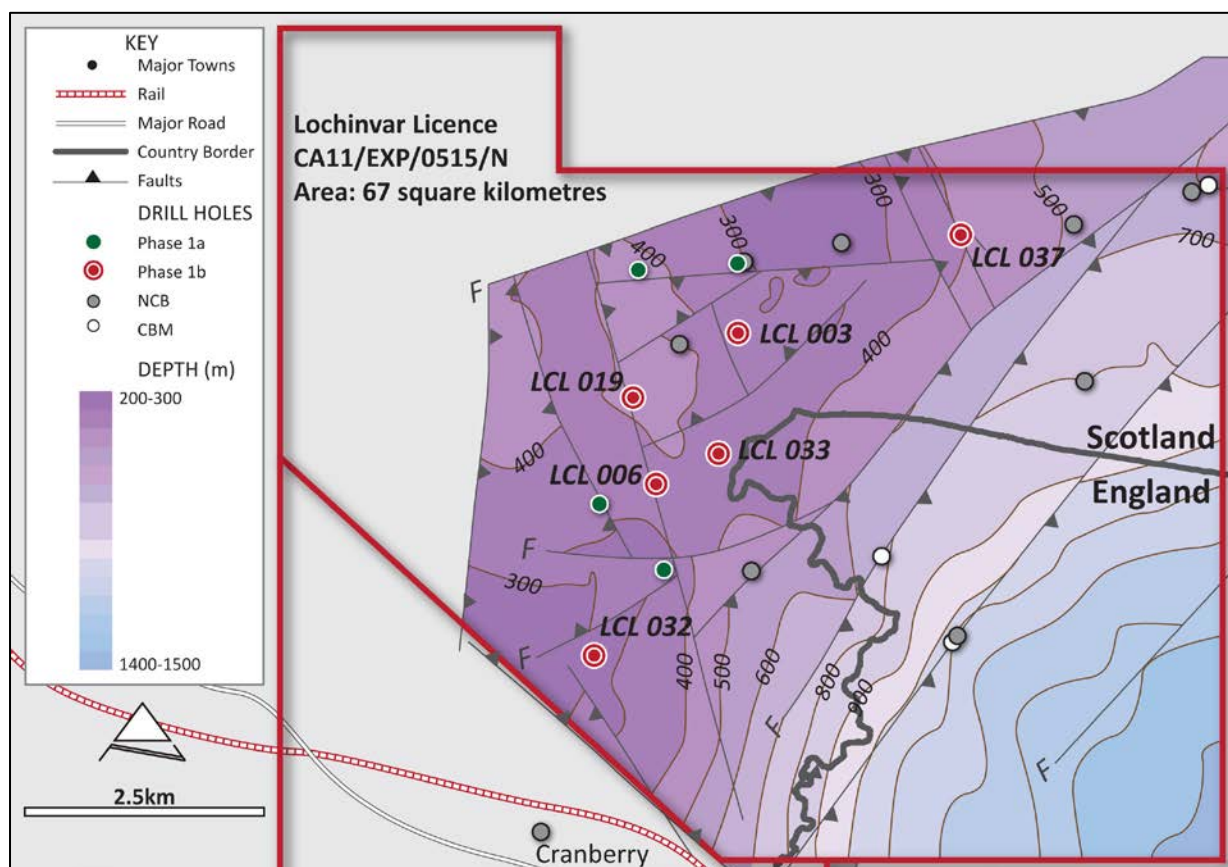 KEY
Major Towns
Rail
Major Road
Country Border
Faults
DRILL HOLES
Phase 1a
Phase 1b
NCB
CBM
DEPTH (m)
200-300
1400-1500
2.5km
Lochinvar Licence
CA11/EXP/0515/N
Area: 67 square kilometres
300
500
700
300
400
LCL 037
F
LCL 003
400
LCL 019
Scotland
England
400
LCL 033
LCL 006
F
300
LCL 032
F
400
500
600
800
900
F
F
Cranberry